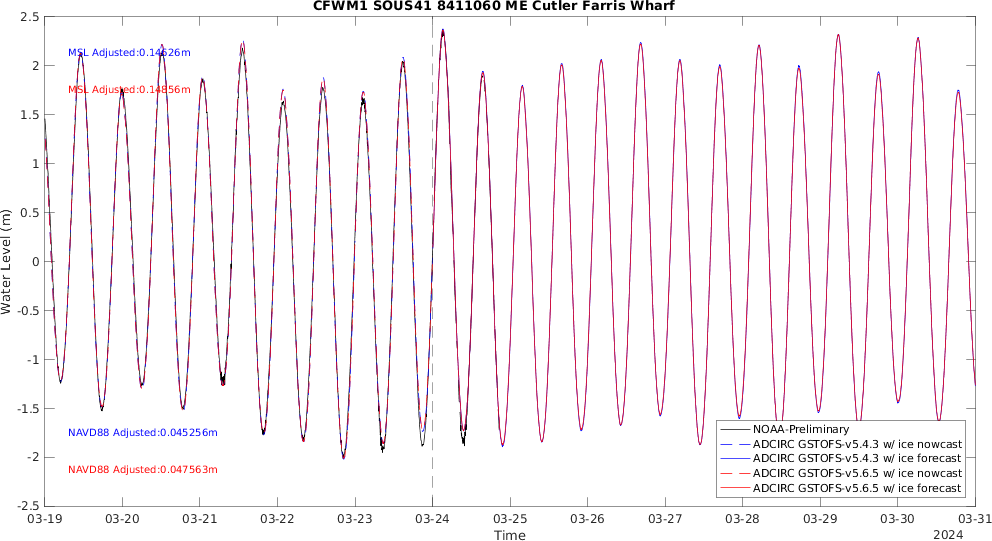 CFWM1 SOUS41 8411060 ME Cutler Farris Wharf
2.5
2
1.5
1
0.5
0
-0.5
-1
-1.5
-2
-2.5
Water Level (m)
MSL Adjusted:0.14626m
MSL Adjusted:0.14856m
NAVD88 Adjusted:0.045256m
NAVD88 Adjusted:0.047563m
NOAA-Preliminary
ADCIRC GSTOFS-v5.4.3 w/ ice nowcast
ADCIRC GSTOFS-v5.4.3 w/ ice forecast
ADCIRC GSTOFS-v5.6.5 w/ ice nowcast
ADCIRC GSTOFS-v5.6.5 w/ ice forecast
03-19 03-20 03-21 03-22 03-23 03-24 03-25 03-26 03-27 03-28 03-29 03-30 03-31
Time
2024